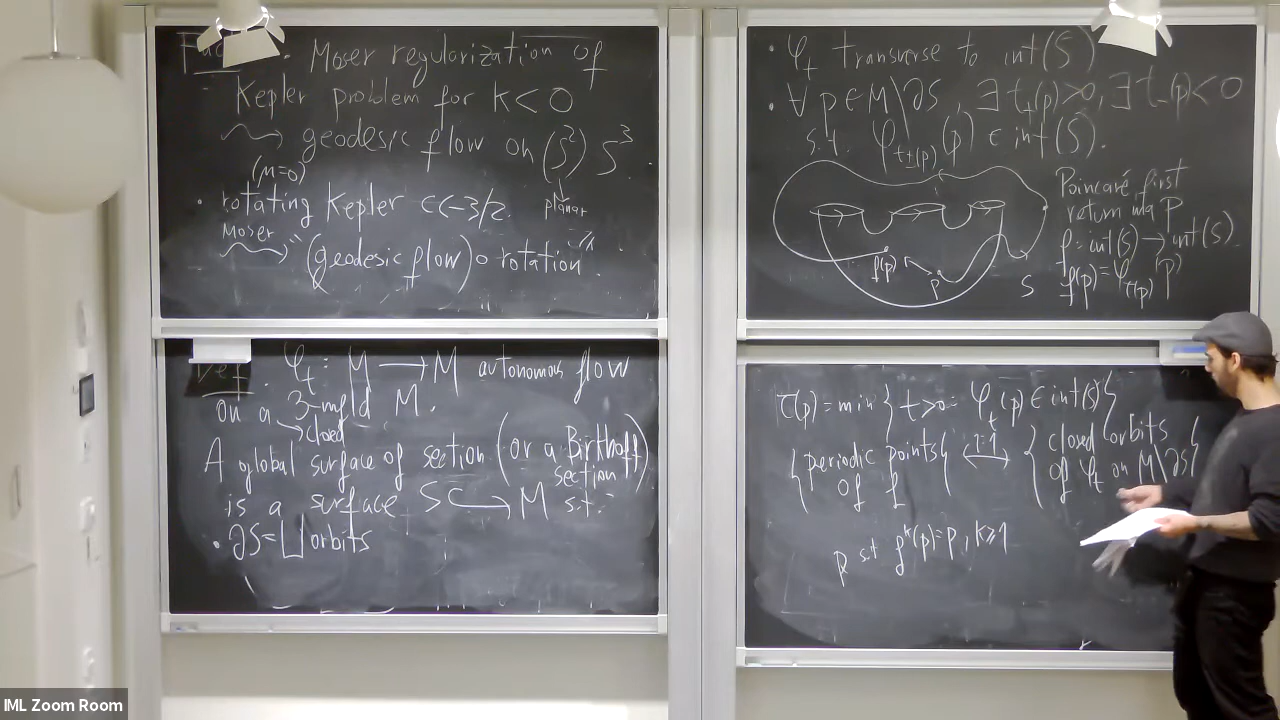 Fact. Moser regularization of
Kepler problem for K<0
⇝ geodesic flow on (S²) S³.
planar
(μ=0)
• rotating Kepler c<-3/2.
Moser
⇝ "(geodesic flow) ∘ rotation".
Def. φ_t: M → M autonomous flow
on a 3-mfld M.
closed
A global surface of section (or a Birkhoff section)
is a surface S ↪ M s.t.
• ∂S = ⊔ orbits
• φ_t transverse to int(S)
• ∀ p ∈ M\∂S, ∃ t₊(p)>0, ∃ t₋(p)<0
s.t. φ_{t±(p)}(p) ∈ int(S).
f(p)
p
S
Poincaré first
return map
f: int(S) → int(S)
f(p) = φ_{τ(p)}(p)
τ(p) = min { t>0 : φ_t(p) ∈ int(S) }
{ periodic points of f } ⟷ 1:1 { closed orbits of φ_t on M\∂S }
p s.t f^k(p)=p, k≥1
IML Zoom Room